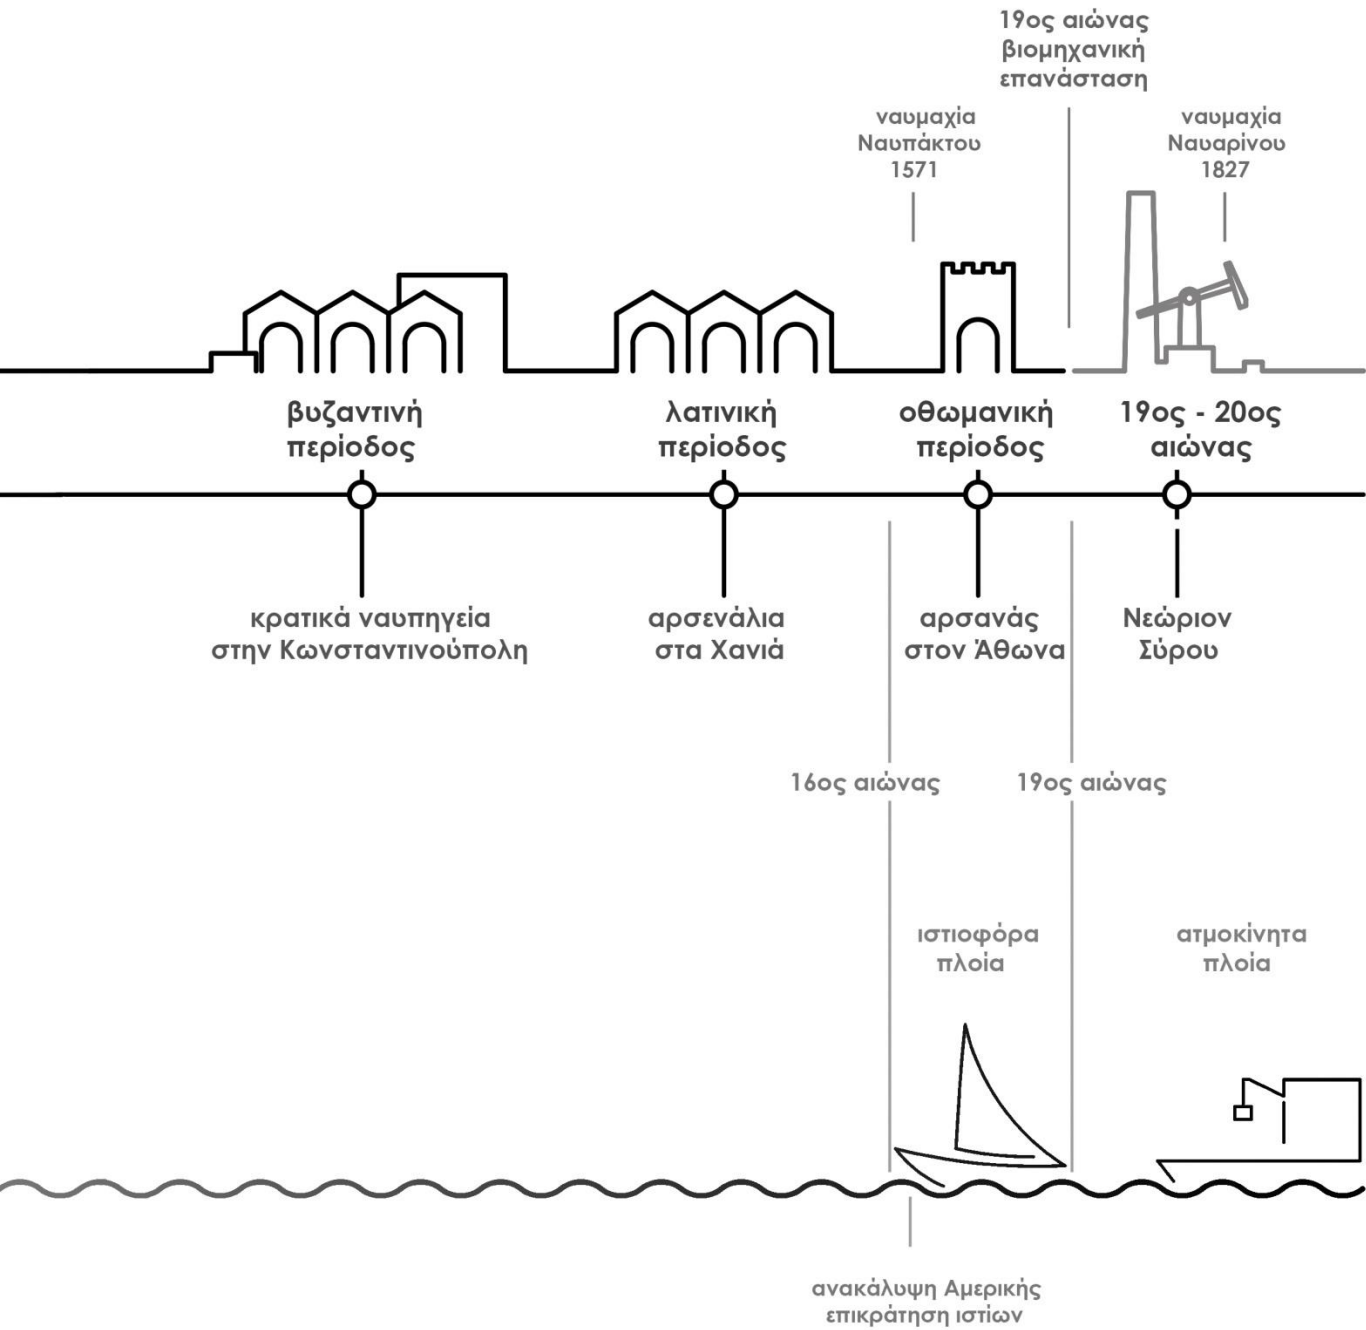 19ος αιώνας
βιομηχανική
επανάσταση
ναυμαχία
Ναυπάκτου
1571
ναυμαχία
Ναυαρίνου
1827
βυζαντινή
περίοδος
λατινική
περίοδος
οθωμανική
περίοδος
19ος - 20ος
αιώνας
κρατικά ναυπηγεία
στην Κωνσταντινούπολη
αρσενάλια
στα Χανιά
αρσανάς
στον Άθωνα
Νεώριον
Σύρου
16ος αιώνας
19ος αιώνας
ιστιοφόρα
πλοία
ατμοκίνητα
πλοία
ανακάλυψη Αμερικής
επικράτηση ιστίων